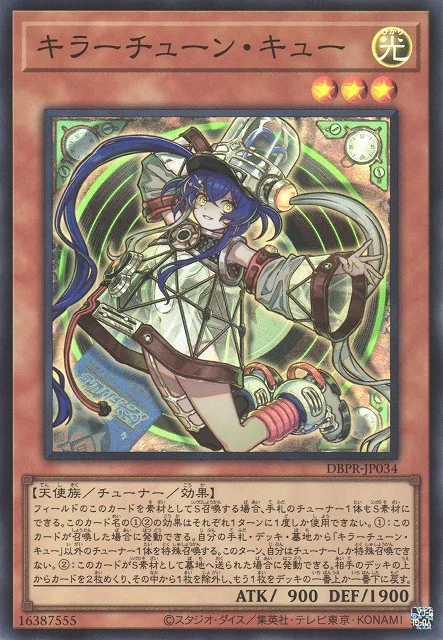 キラーチューン・キュー
光
DBPR-JP034
【天使族／チューナー／効果】
フィールドのこのカードを素材としてS召喚する場合、手札のチューナー1体もS素材に
できる。このカード名の①②の効果はそれぞれ1ターンに1度しか使用できない。①：この
カードが召喚した場合に発動できる。自分の手札・デッキ・墓地から「キラーチューン・
キュー」以外のチューナー1体を特殊召喚する。このターン、自分はチューナーしか特殊召喚でき
ない。②：このカードがS素材として墓地へ送られた場合に発動できる。相手のデッキの上
からカードを2枚めくり、その中から1枚を除外し、もう1枚をデッキの一番上か一番下に戻す。
ATK/ 900 DEF/1900
16387555
©スタジオ・ダイス／集英社・テレビ東京・KONAMI